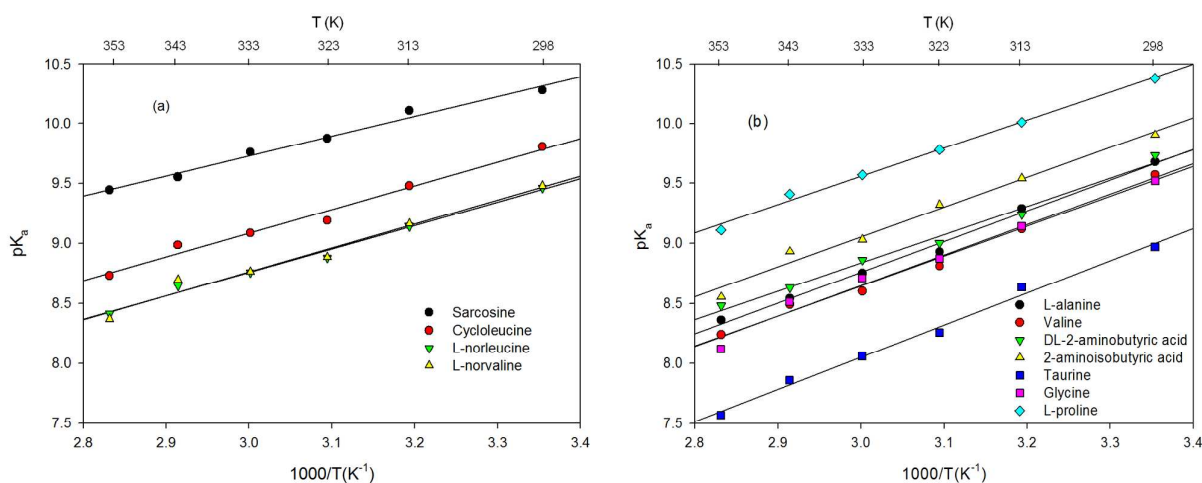 T (K)
353 343 333 323 313 298
10.5
(a)
10.0
9.5
9.0
pKa
8.5
Sarcosine
Cycloleucine
L-norleucine
L-norvaline
8.0
7.5
2.8 2.9 3.0 3.1 3.2 3.3 3.4
1000/T(K-1)
T (K)
353 343 333 323 313 298
10.5
(b)
10.0
9.5
9.0
pKa
8.5
L-alanine
Valine
DL-2-aminobutyric acid
2-aminoisobutyric acid
Taurine
Glycine
L-proline
8.0
7.5
2.8 2.9 3.0 3.1 3.2 3.3 3.4
1000/T(K-1)